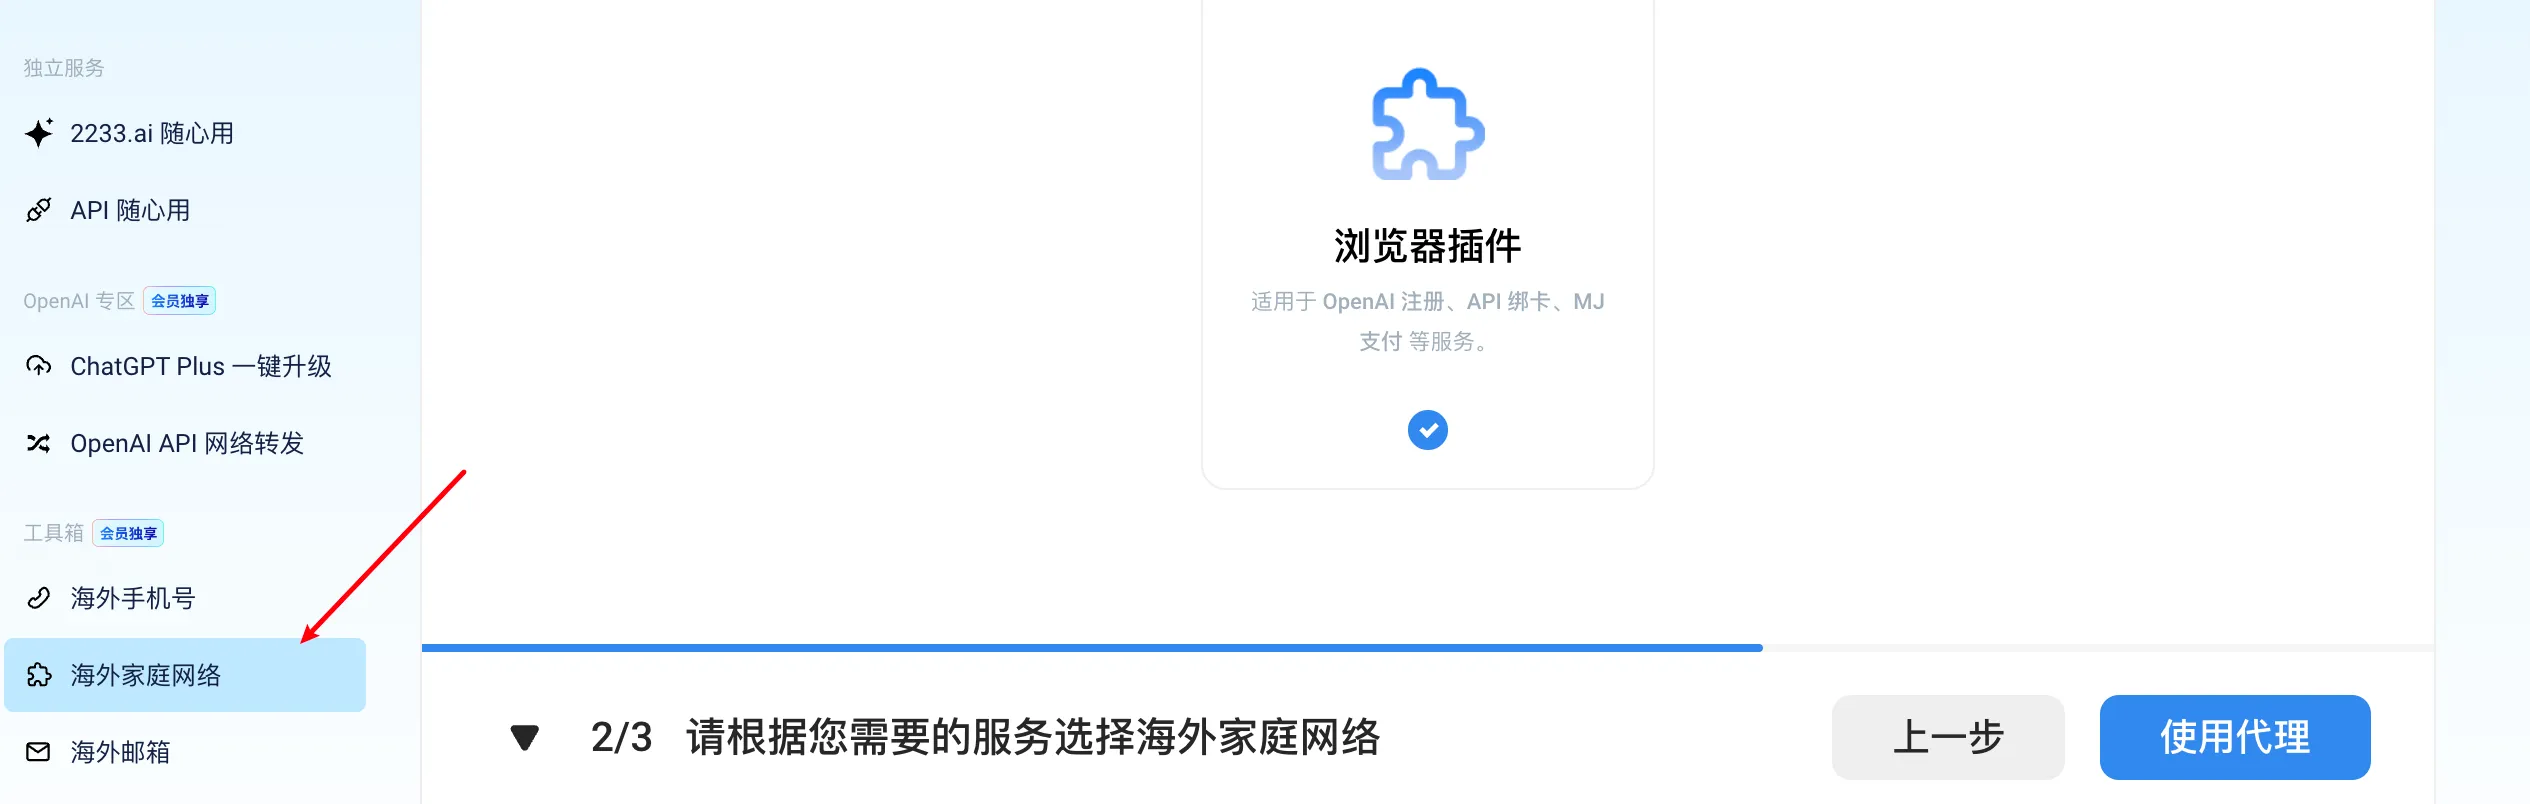 独立服务
2233.ai 随心用
API 随心用
OpenAI 专区 会员独享
ChatGPT Plus 一键升级
OpenAI API 网络转发
工具箱 会员独享
海外手机号
海外家庭网络
海外邮箱
浏览器插件
适用于 OpenAI 注册、API 绑卡、MJ
支付 等服务。
2/3 请根据您需要的服务选择海外家庭网络
上一步
使用代理